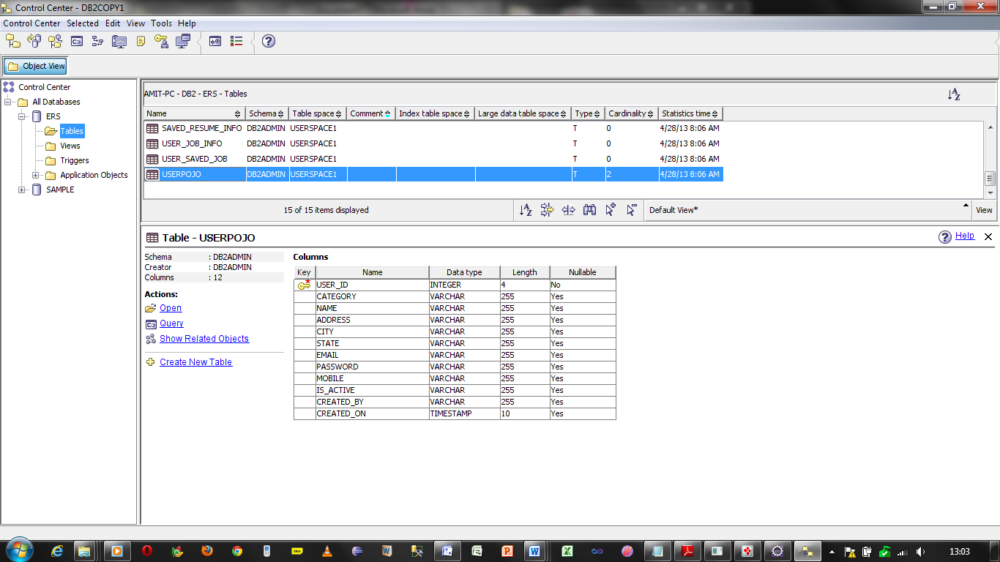 Control Center - DB2COPY1
Control Center Selected Edit View Tools Help
Object View
Control Center
All Databases
ERS
Tables
Views
Triggers
Application Objects
SAMPLE
AMIT-PC - DB2 - ERS - Tables
Name Schema Table space Comment Index table space Large data table space Type Cardinality Statistics time
SAVED_RESUME_INFO DB2ADMIN USERSPACE1 T 0 4/28/13 8:06 AM
USER_JOB_INFO DB2ADMIN USERSPACE1 T 0 4/28/13 8:06 AM
USER_SAVED_JOB DB2ADMIN USERSPACE1 T 0 4/28/13 8:06 AM
USERPOJO DB2ADMIN USERSPACE1 T 2 4/28/13 8:06 AM
15 of 15 items displayed Default View* View
Table - USERPOJO Help
Schema : DB2ADMIN
Creator : DB2ADMIN
Columns : 12
Actions:
Open
Query
Show Related Objects
Create New Table
Columns
Key Name Data type Length Nullable
USER_ID INTEGER 4 No
CATEGORY VARCHAR 255 Yes
NAME VARCHAR 255 Yes
ADDRESS VARCHAR 255 Yes
CITY VARCHAR 255 Yes
STATE VARCHAR 255 Yes
EMAIL VARCHAR 255 Yes
PASSWORD VARCHAR 255 Yes
MOBILE VARCHAR 255 Yes
IS_ACTIVE VARCHAR 255 Yes
CREATED_BY VARCHAR 255 Yes
CREATED_ON TIMESTAMP 10 Yes
13:03